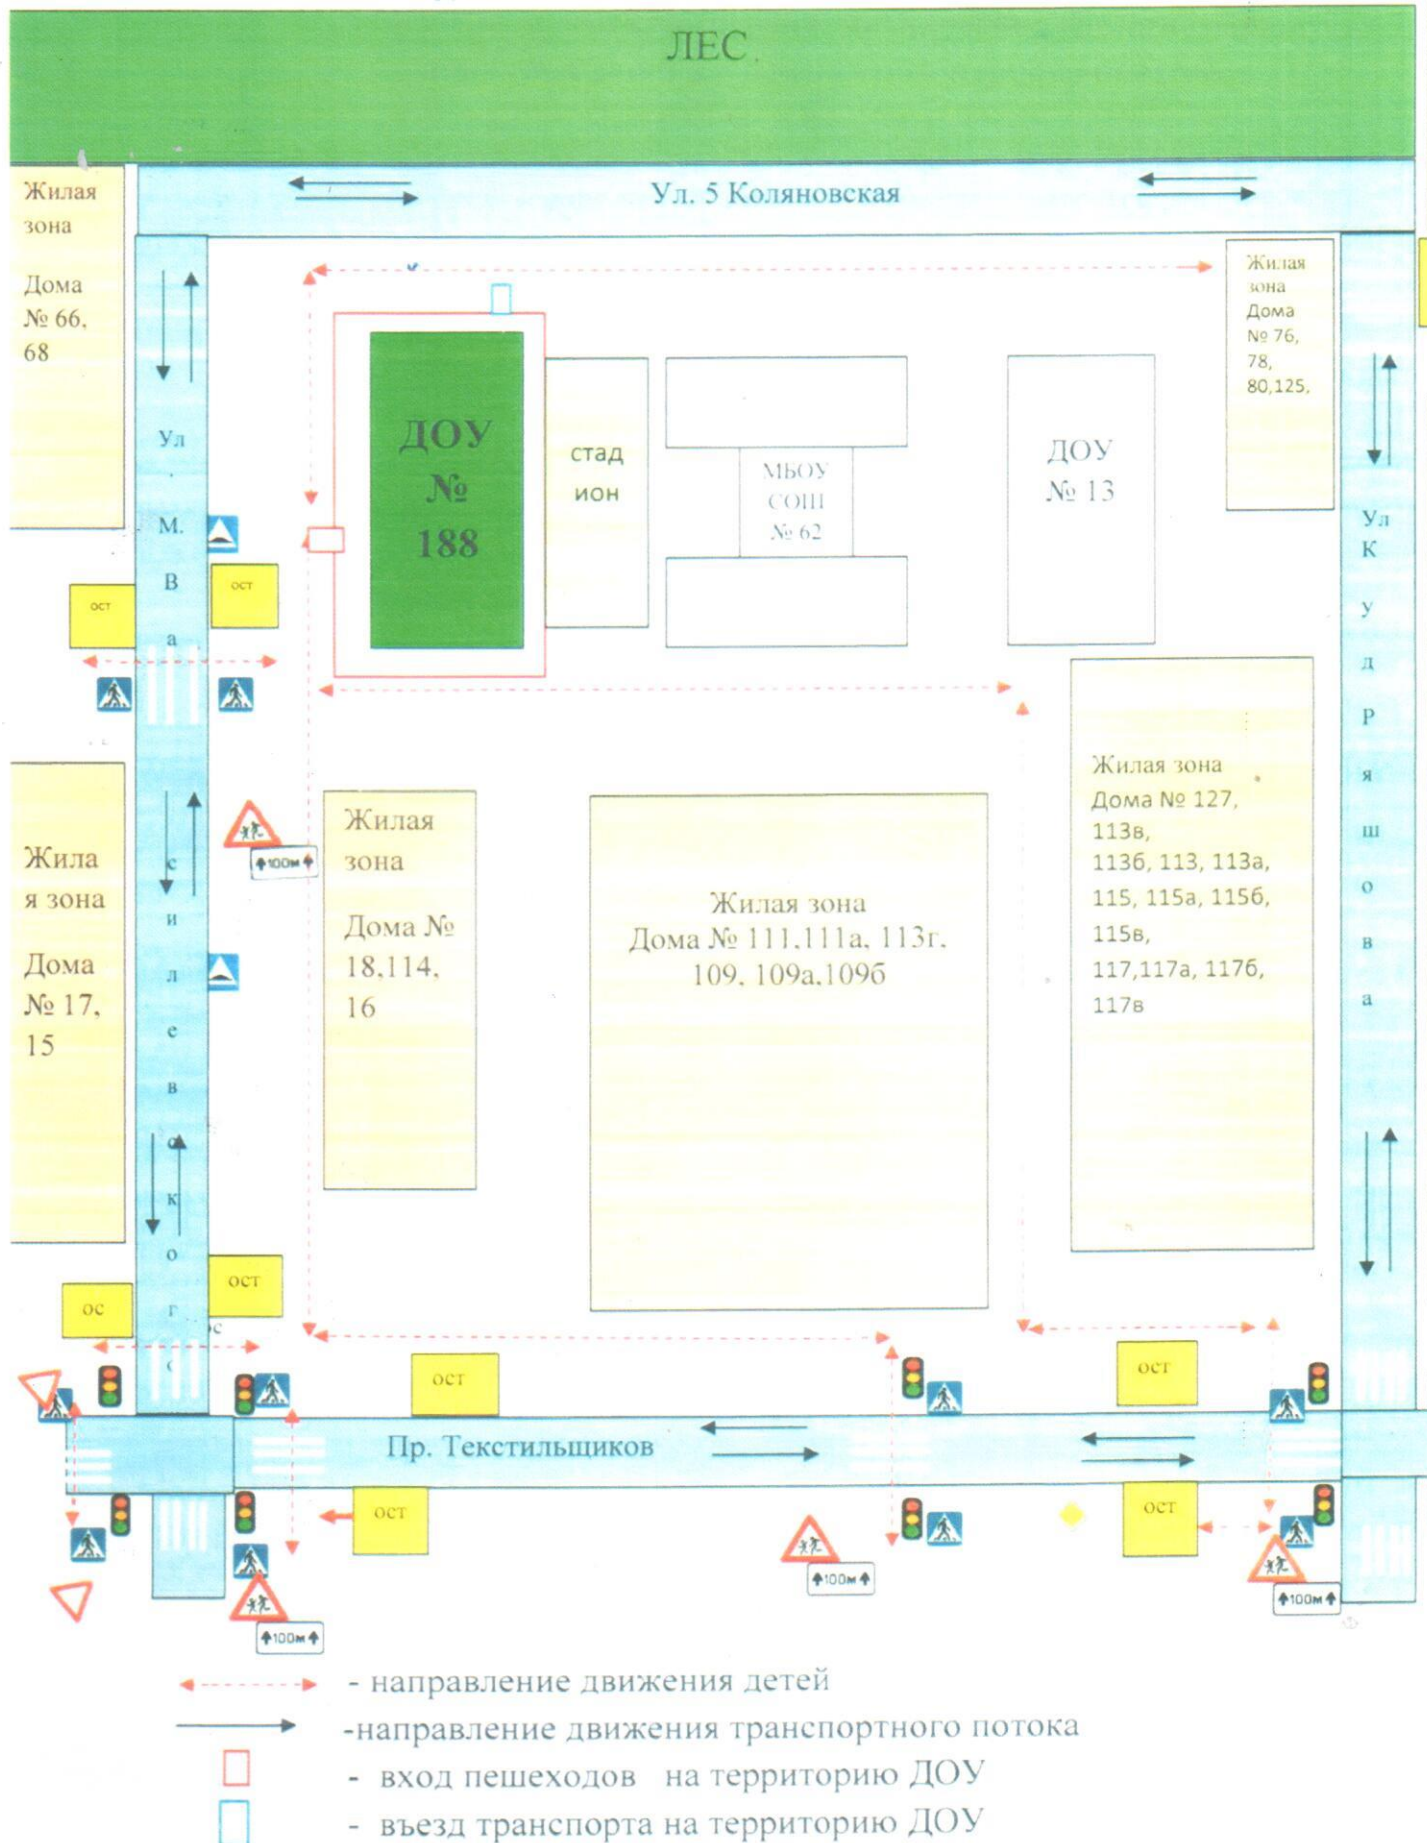 ЛЕС
Ул. 5 Коляновская
Жилая
зона
Дома
№ 66,
68
Жилая
зона
Дома
№ 76,
78,
80,125,
Ул
.
М.
В
а
с
и
л
е
в
с
к
о
г
о
ДОУ
№
188
стад
ион
МБОУ
СОШ
№ 62
ДОУ
№ 13
Ул
К
у
д
р
я
ш
о
в
а
ост
ост
Жила
я зона
Дома
№ 17,
15
100м
Жилая
зона
Дома №
18,114,
16
Жилая зона
Дома № 111,111а, 113г,
109, 109а,109б
Жилая зона
Дома № 127,
113в,
113б, 113, 113а,
115, 115а, 115б,
115в,
117,117а, 117б,
117в
ос
ост
ост
ост
Пр. Текстильщиков
ост
ост
100м
100м
100м
- направление движения детей
-направление движения транспортного потока
- вход пешеходов на территорию ДОУ
- въезд транспорта на территорию ДОУ